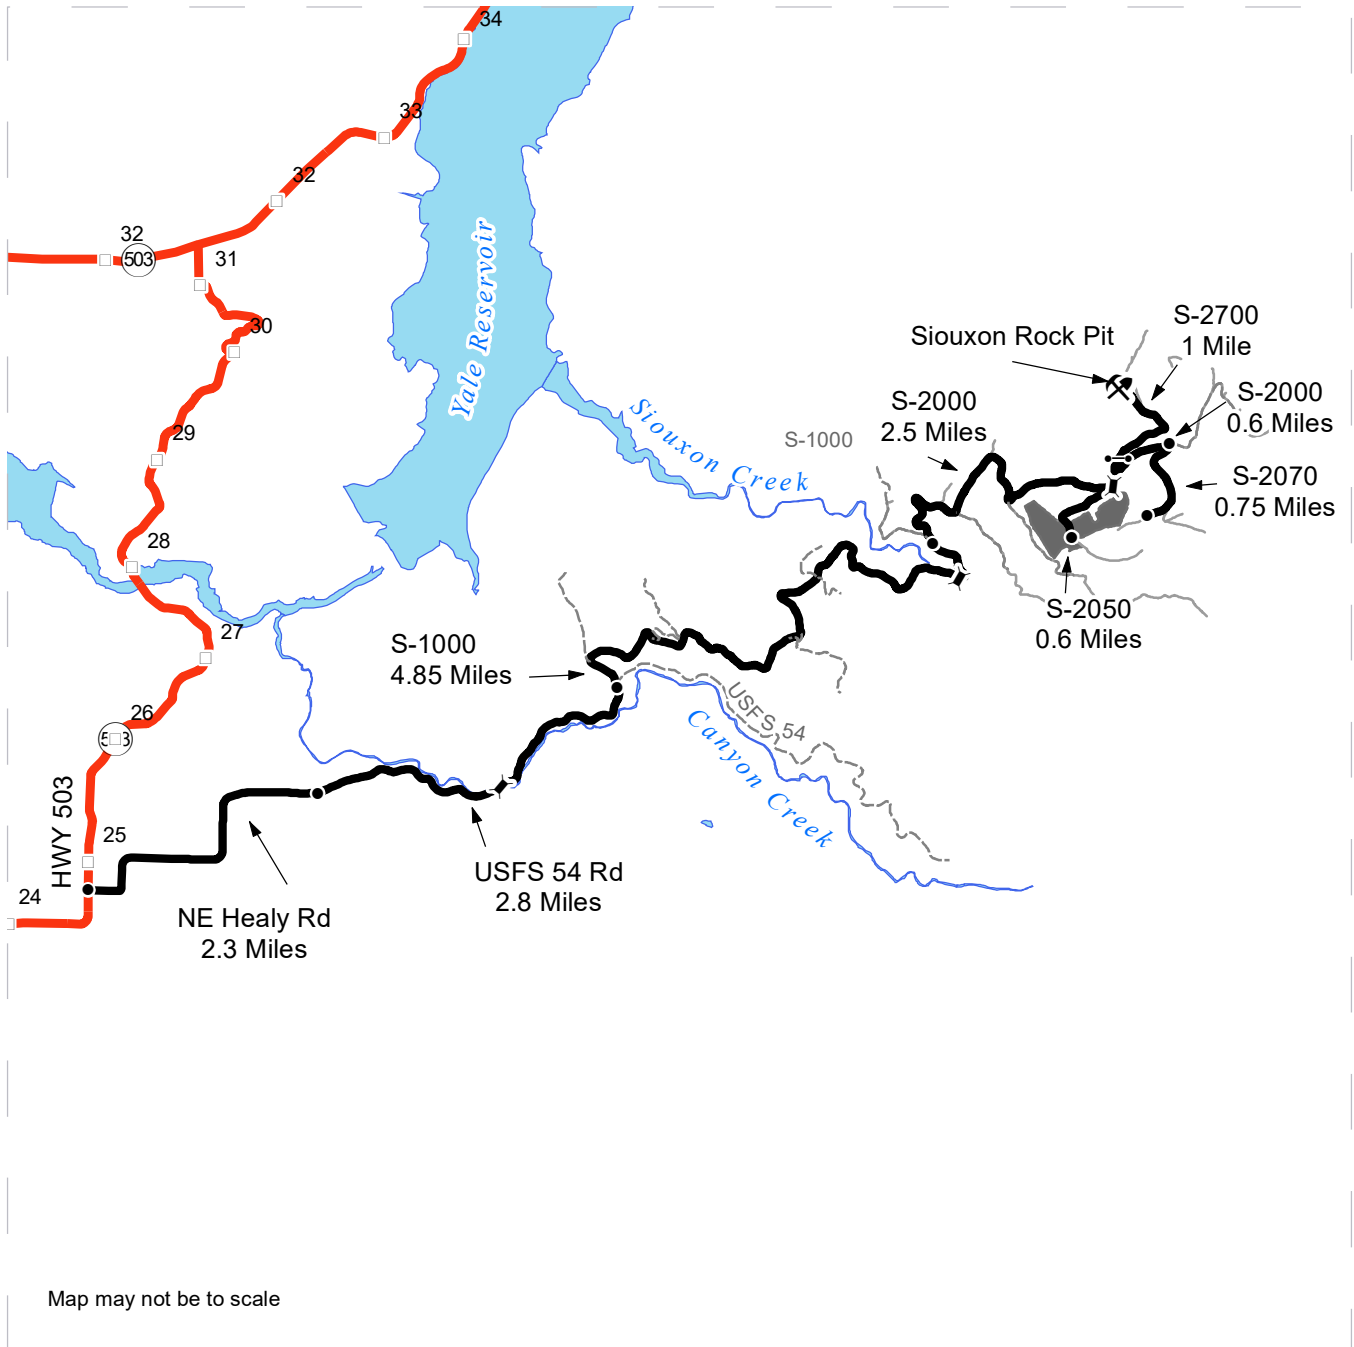 34
33
32
32
503
31
Yale Reservoir
30
Siouxon Rock Pit
S-2700
1 Mile
S-2000
2.5 Miles
S-2000
0.6 Miles
Siouxon Creek
S-1000
29
S-2070
0.75 Miles
28
S-2050
0.6 Miles
27
S-1000
4.85 Miles
USFS 54
Canyon Creek
26
503
HWY 503
25
24
USFS 54 Rd
2.8 Miles
NE Healy Rd
2.3 Miles
Map may not be to scale